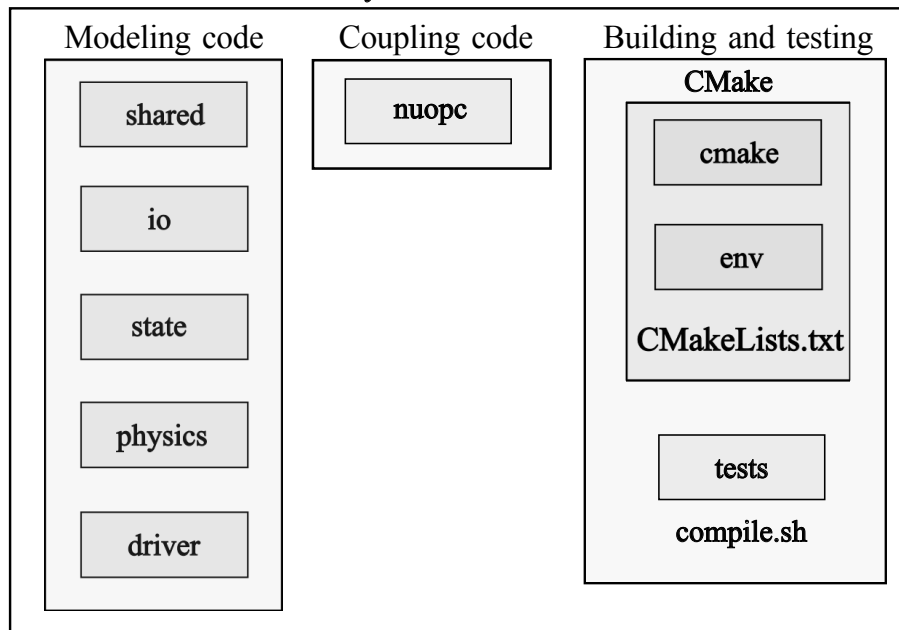 Modeling code
shared
io
state
physics
driver
Coupling code
nuopc
Building and testing
CMake
cmake
env
CMakeLists.txt
tests
compile.sh